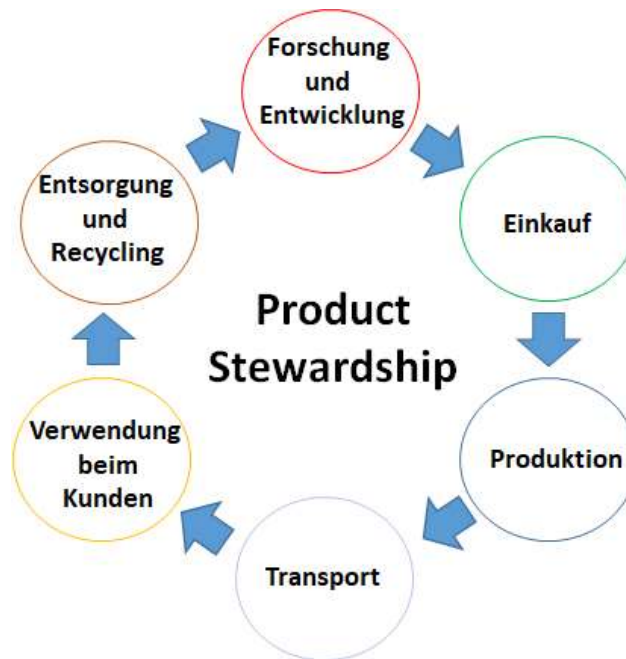 Forschung
und
Entwicklung
Einkauf
Produktion
Transport
Verwendung
beim
Kunden
Entsorgung
und
Recycling
Product
Stewardship